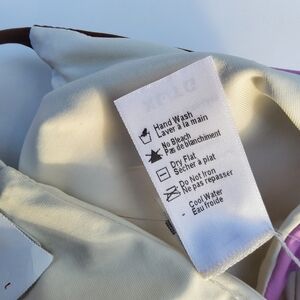 Hand Wash
Laver à la main
No Bleach
Pas de blanchiment
Dry Flat
Sécher à plat
Do Not Iron
Ne pas repasser
Cool Water
Eau froide